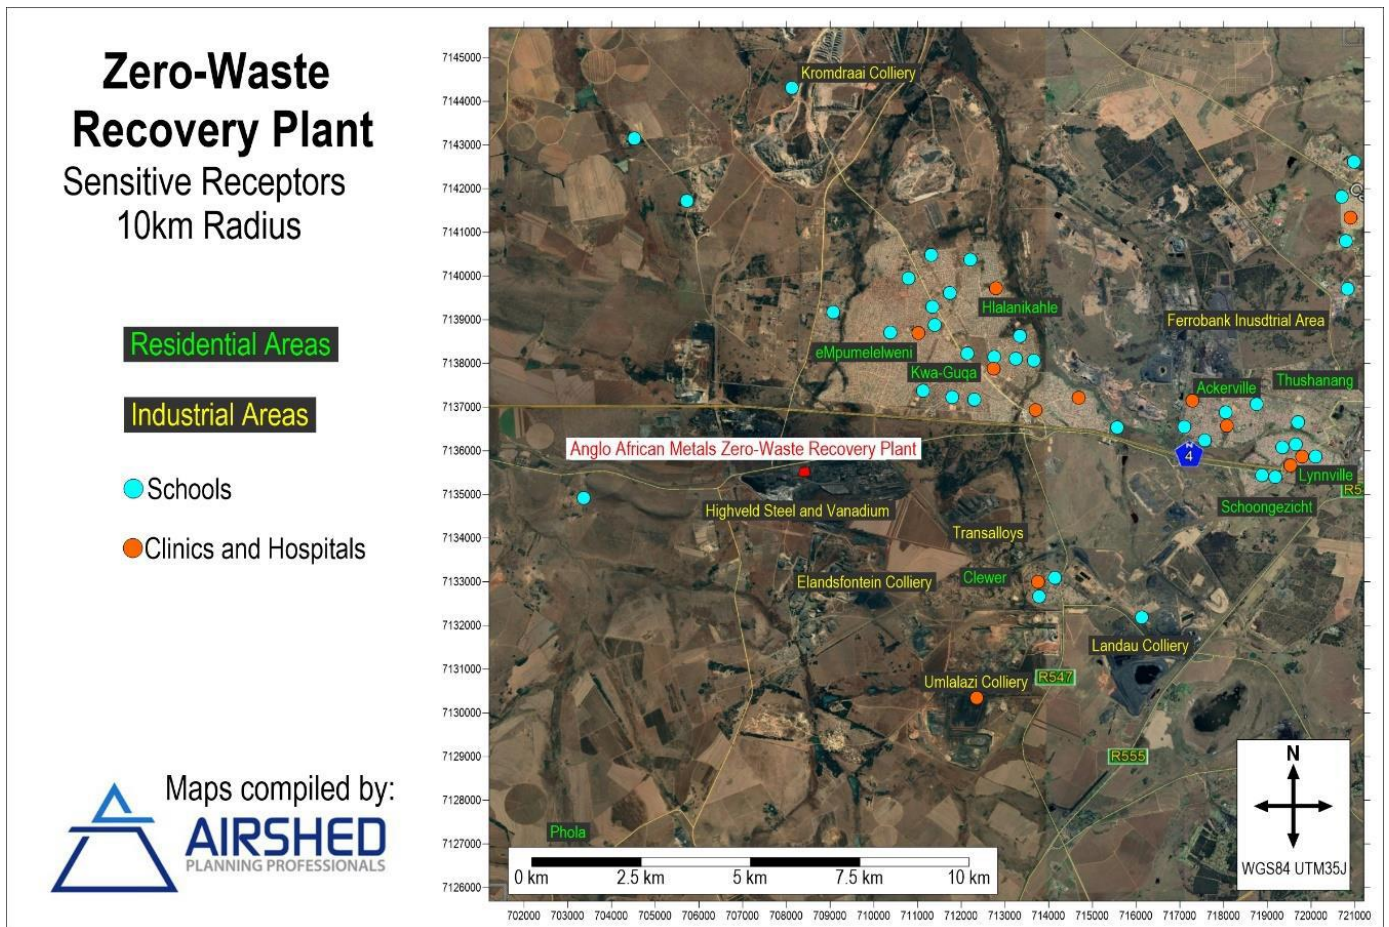 Zero-Waste
Recovery Plant
Sensitive Receptors
10km Radius
Residential Areas
Industrial Areas
Schools
Clinics and Hospitals
Maps compiled by:
AIRSHED
PLANNING PROFESSIONALS
7145000
7144000
7143000
7142000
7141000
7140000
7139000
7138000
7137000
7136000
7135000
7134000
7133000
7132000
7131000
7130000
7129000
7128000
7127000
7126000
Kromdraai Colliery
Hlalanikahle
Ferrobank Inusdtrial Area
eMpumelelweni
Kwa-Guqa
Thushanang
Ackerville
Anglo African Metals Zero-Waste Recovery Plant
N
4
Lynnville
R5
Highveld Steel and Vanadium
Schoongezicht
Transalloys
Elandsfontein Colliery
Clewer
Landau Colliery
Umlalazi Colliery
R547
R555
Phola
0 km
2.5 km
5 km
7.5 km
10 km
N
WGS84 UTM35J
702000
703000
704000
705000
706000
707000
708000
709000
710000
711000
712000
713000
714000
715000
716000
717000
718000
719000
720000
721000